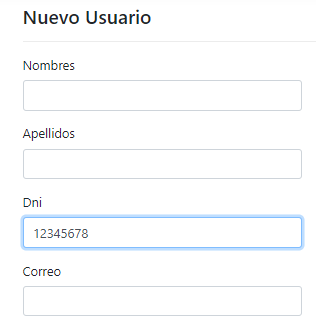 Nuevo Usuario
Nombres
Apellidos
Dni
12345678
Correo